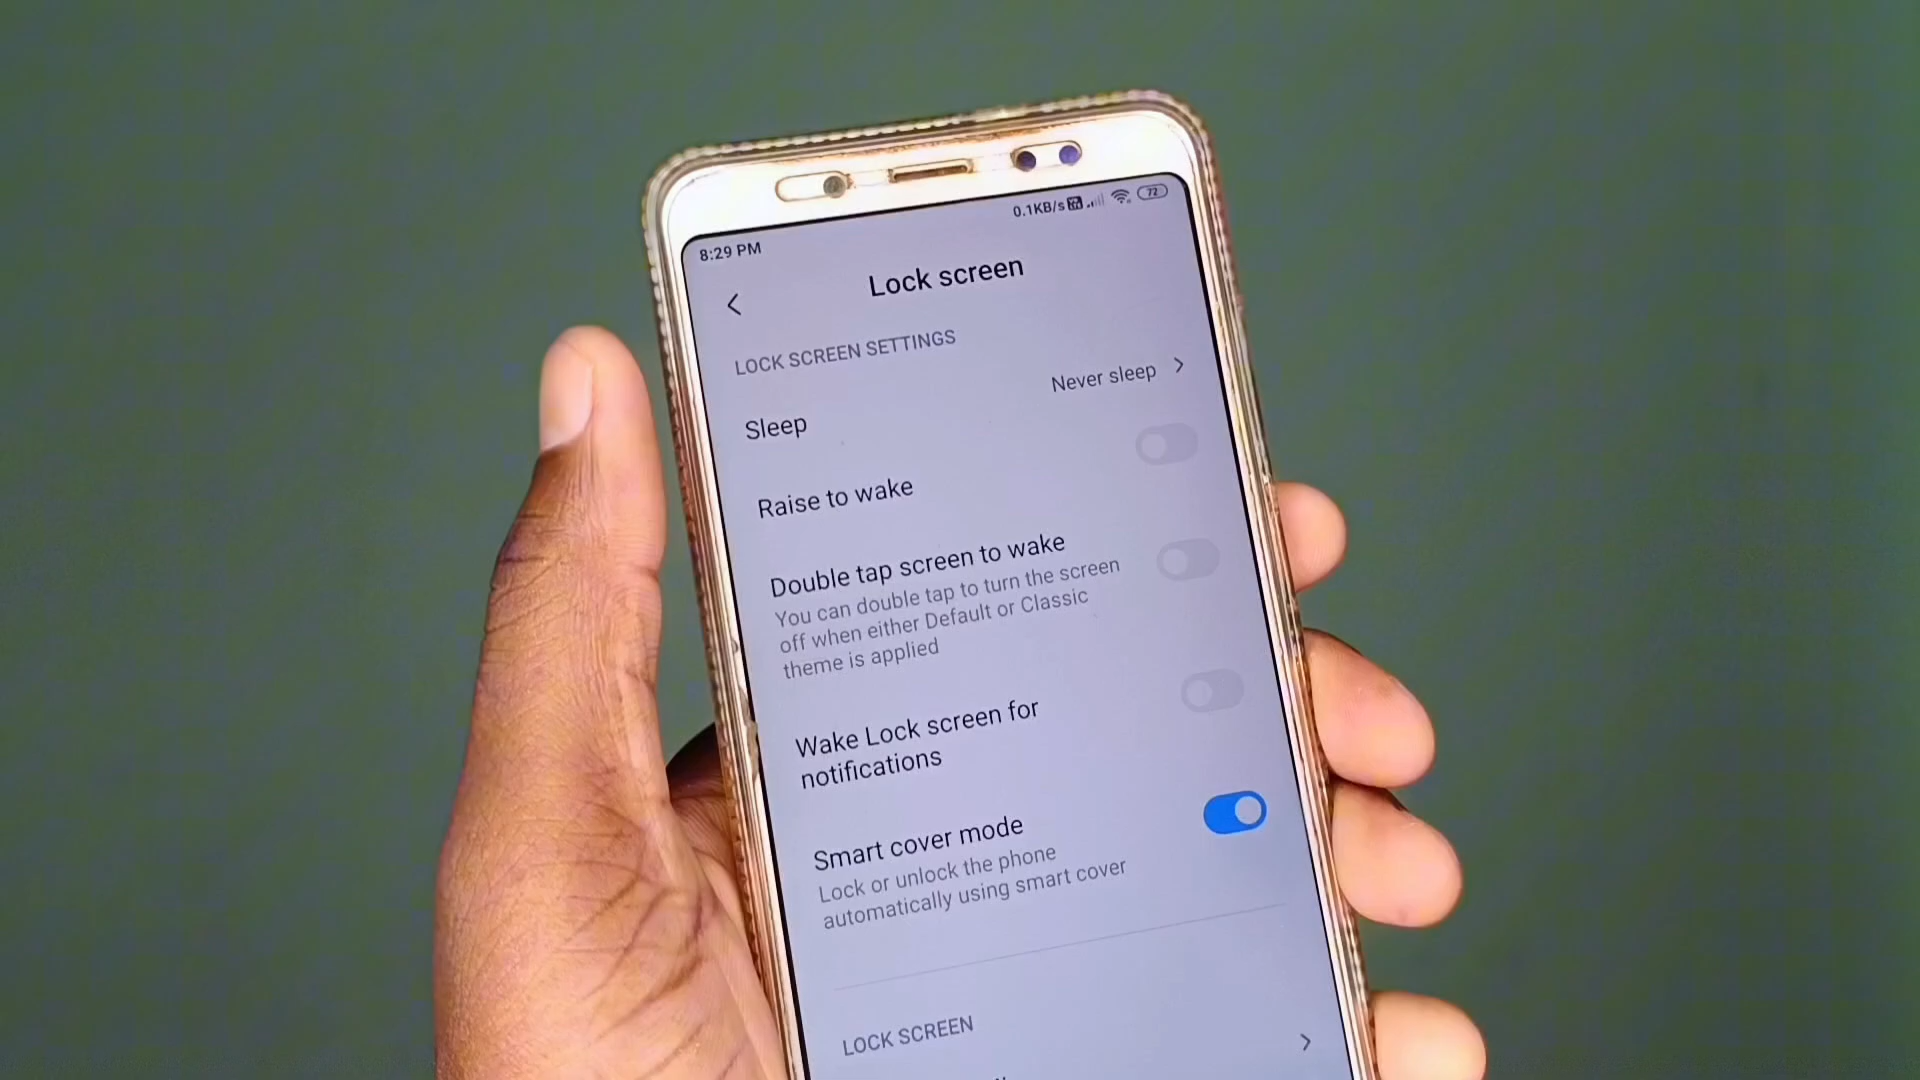 8:29 PM
0.1KB/s
72
Lock screen
LOCK SCREEN SETTINGS
Sleep
Never sleep
Raise to wake
Double tap screen to wake
You can double tap to turn the screen
off when either Default or Classic
theme is applied
Wake Lock screen for
notifications
Smart cover mode
Lock or unlock the phone
automatically using smart cover
LOCK SCREEN